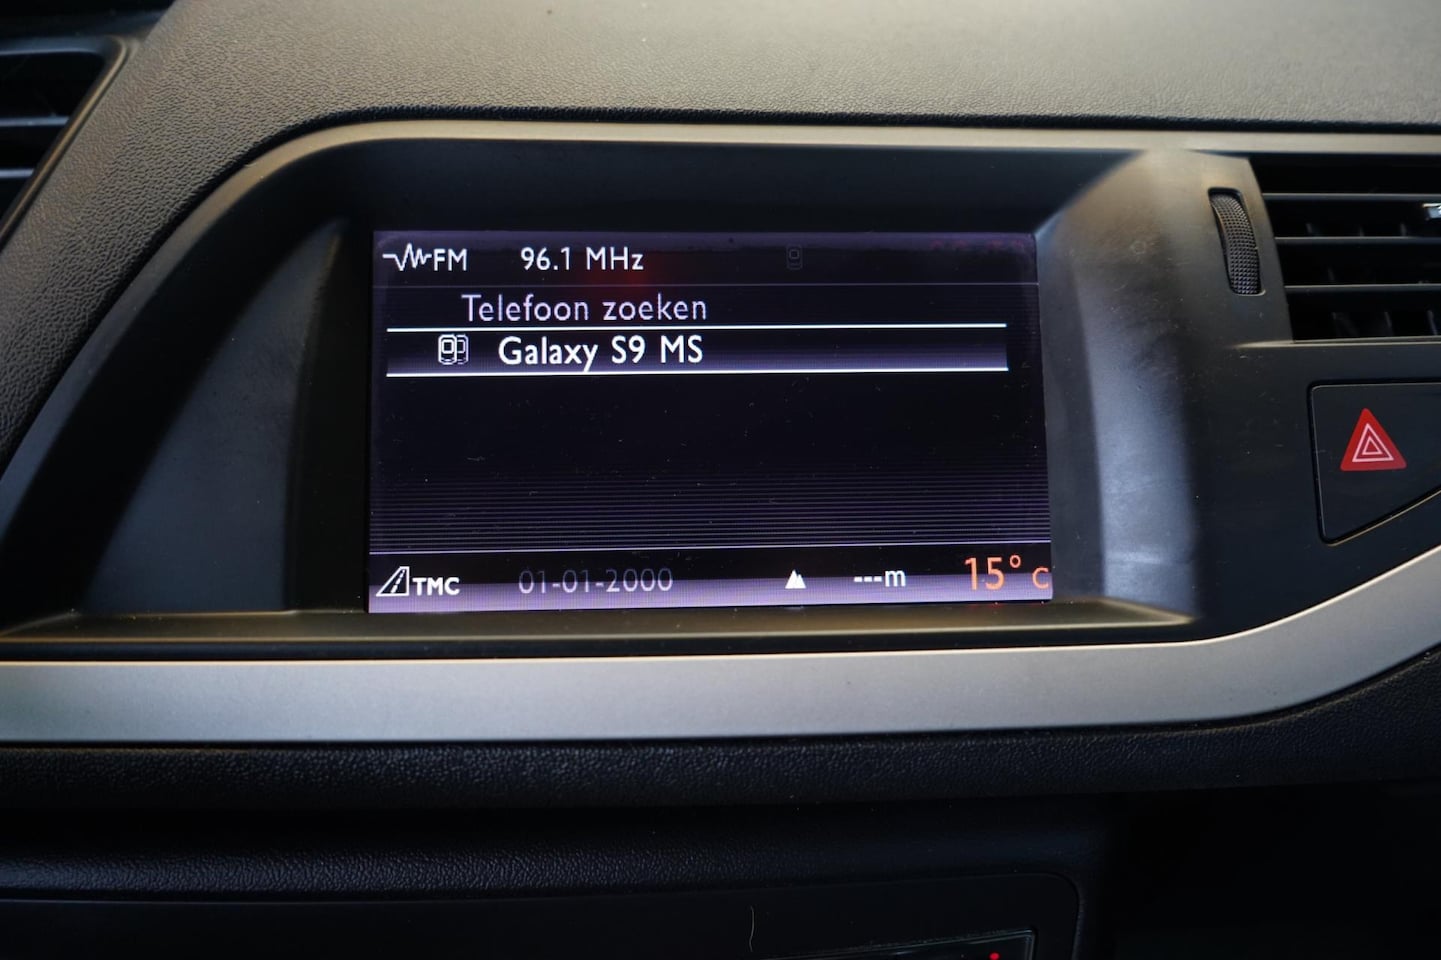 FM 96.1 MHz
Telefoon zoeken
Galaxy S9 MS
TMC 01-01-2000 ---m 15° C